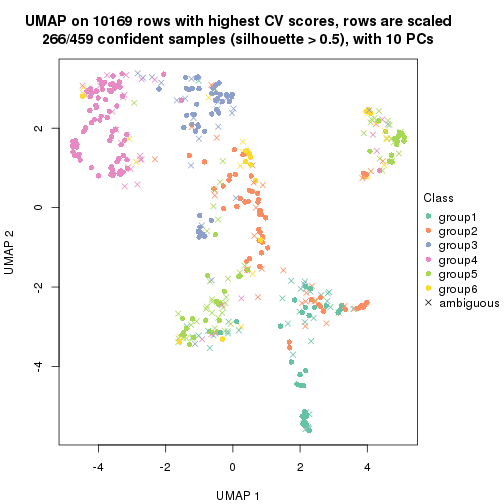 UMAP on 10169 rows with highest CV scores, rows are scaled
266/459 confident samples (silhouette > 0.5), with 10 PCs
2
0
-2
-4
UMAP 2
-4
-2
0
2
4
UMAP 1
Class
group1
group2
group3
group4
group5
group6
ambiguous